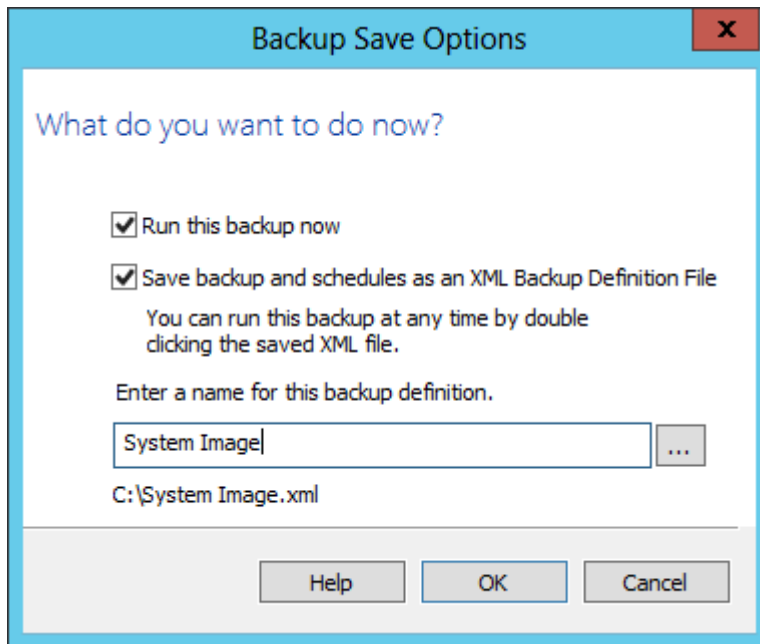 Backup Save Options
x
What do you want to do now?
Run this backup now
Save backup and schedules as an XML Backup Definition File
You can run this backup at any time by double
clicking the saved XML file.
Enter a name for this backup definition.
System Image
...
C:\System Image.xml
Help OK Cancel